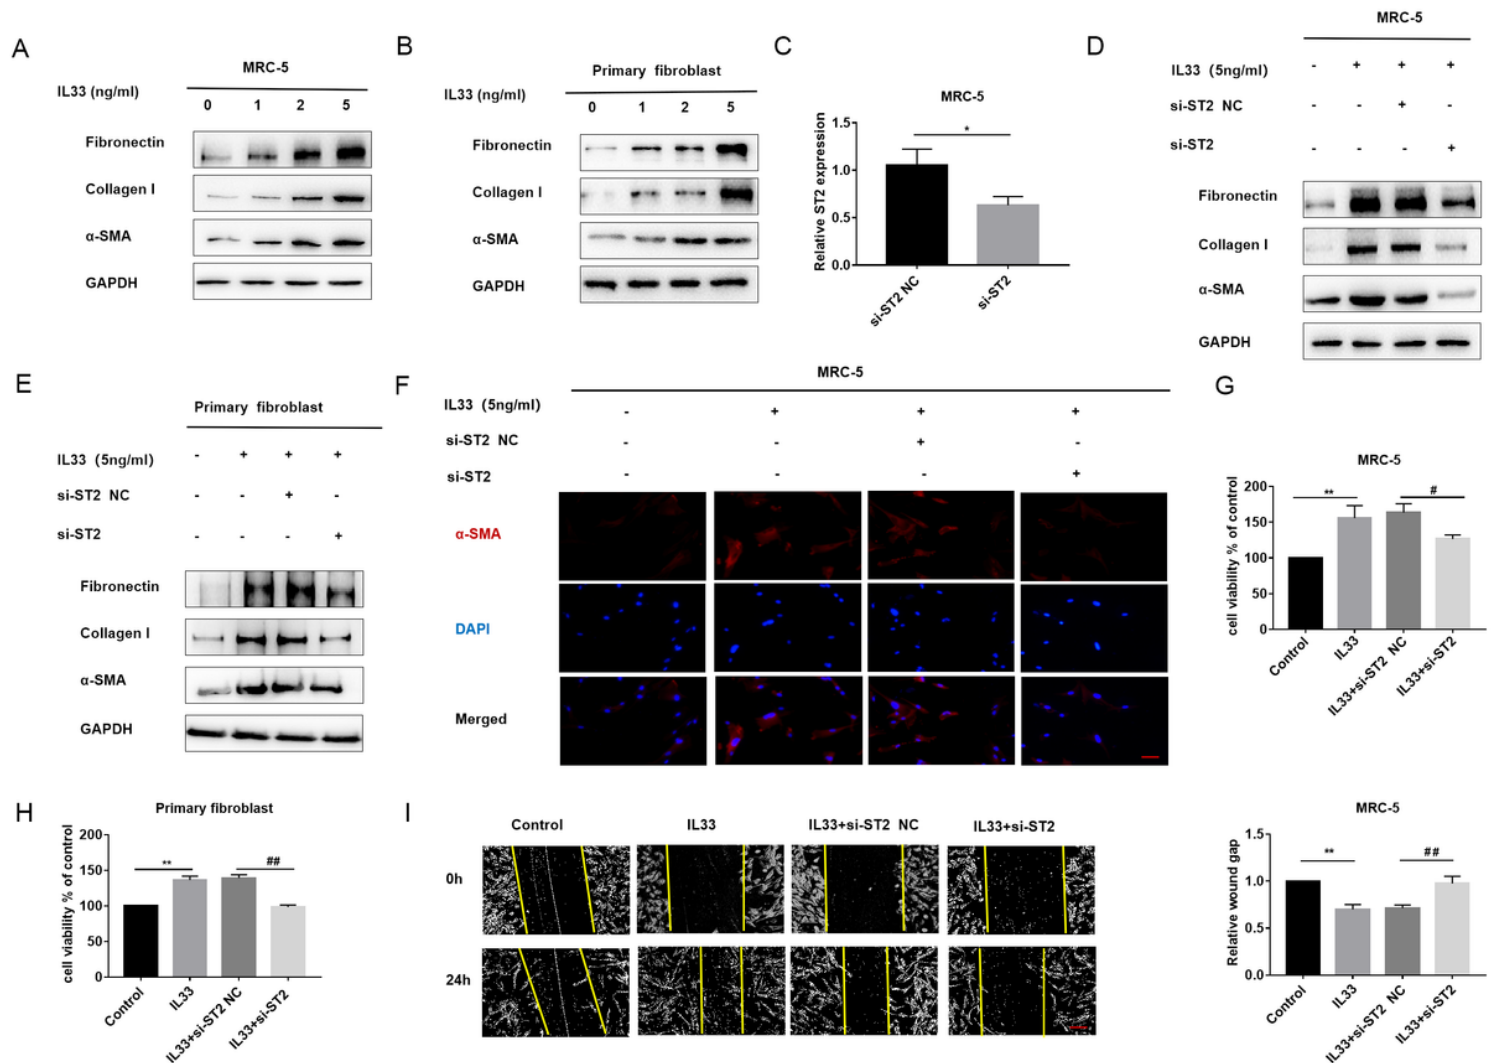 A
MRC-5
IL33 (ng/ml)
0 1 2 5
Fibronectin
Collagen I
α-SMA
GAPDH
B
Primary fibroblast
IL33 (ng/ml)
0 1 2 5
Fibronectin
Collagen I
α-SMA
GAPDH
C
MRC-5
Relative ST2 expression
1.5
1.0
0.5
0.0
*
si-ST2 NC
si-ST2
D
MRC-5
IL33 (5ng/ml) - + + +
si-ST2 NC - - + -
si-ST2 - - - +
Fibronectin
Collagen I
α-SMA
GAPDH
E
Primary fibroblast
IL33 (5ng/ml) - + + +
si-ST2 NC - - + -
si-ST2 - - - +
Fibronectin
Collagen I
α-SMA
GAPDH
F
MRC-5
IL33 (5ng/ml) - + + +
si-ST2 NC - - + -
si-ST2 - - - +
α-SMA
DAPI
Merged
G
MRC-5
cell viability % of control
200
150
100
50
0
**
#
Control
IL33
IL33+si-ST2 NC
IL33+si-ST2
H
Primary fibroblast
cell viability % of control
200
150
100
50
0
**
##
Control
IL33
IL33+si-ST2 NC
IL33+si-ST2
I
Control IL33 IL33+si-ST2 NC IL33+si-ST2
0h
24h
MRC-5
Relative wound gap
1.5
1.0
0.5
0.0
**
##
Control
IL33
IL33+si-ST2 NC
IL33+si-ST2